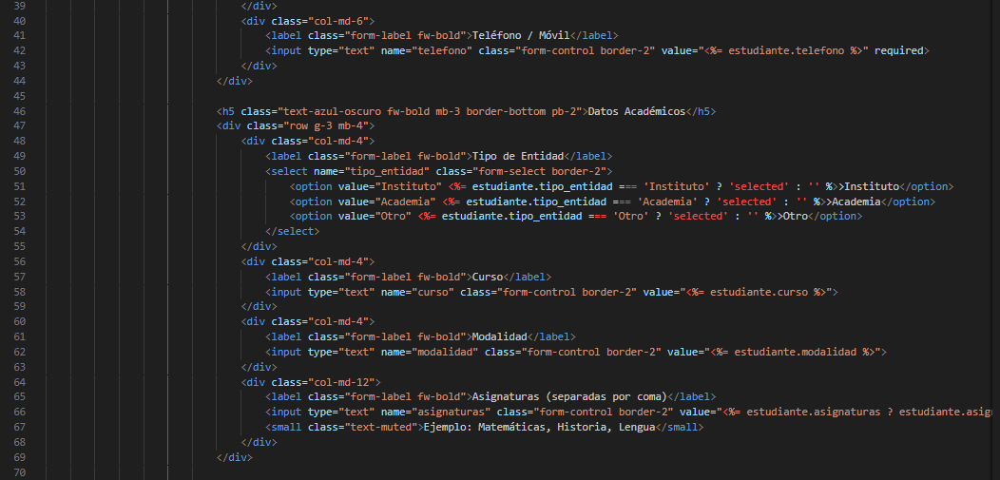 39 </div>
40 <div class="col-md-6">
41 <label class="form-label fw-bold">Teléfono / Móvil</label>
42 <input type="text" name="telefono" class="form-control border-2" value="<%= estudiante.telefono %>" required>
43 </div>
44 </div>
45
46 <h5 class="text-azul-oscuro fw-bold mb-3 border-bottom pb-2">Datos Académicos</h5>
47 <div class="row g-3 mb-4">
48 <div class="col-md-4">
49 <label class="form-label fw-bold">Tipo de Entidad</label>
50 <select name="tipo_entidad" class="form-select border-2">
51 <option value="Instituto" <%= estudiante.tipo_entidad === 'Instituto' ? 'selected' : '' %>>Instituto</option>
52 <option value="Academia" <%= estudiante.tipo_entidad === 'Academia' ? 'selected' : '' %>>Academia</option>
53 <option value="Otro" <%= estudiante.tipo_entidad === 'Otro' ? 'selected' : '' %>>Otro</option>
54 </select>
55 </div>
56 <div class="col-md-4">
57 <label class="form-label fw-bold">Curso</label>
58 <input type="text" name="curso" class="form-control border-2" value="<%= estudiante.curso %>">
59 </div>
60 <div class="col-md-4">
61 <label class="form-label fw-bold">Modalidad</label>
62 <input type="text" name="modalidad" class="form-control border-2" value="<%= estudiante.modalidad %>">
63 </div>
64 <div class="col-md-12">
65 <label class="form-label fw-bold">Asignaturas (separadas por coma)</label>
66 <input type="text" name="asignaturas" class="form-control border-2" value="<%= estudiante.asignaturas ? estudiante.asig
67 <small class="text-muted">Ejemplo: Matemáticas, Historia, Lengua</small>
68 </div>
69 </div>
70